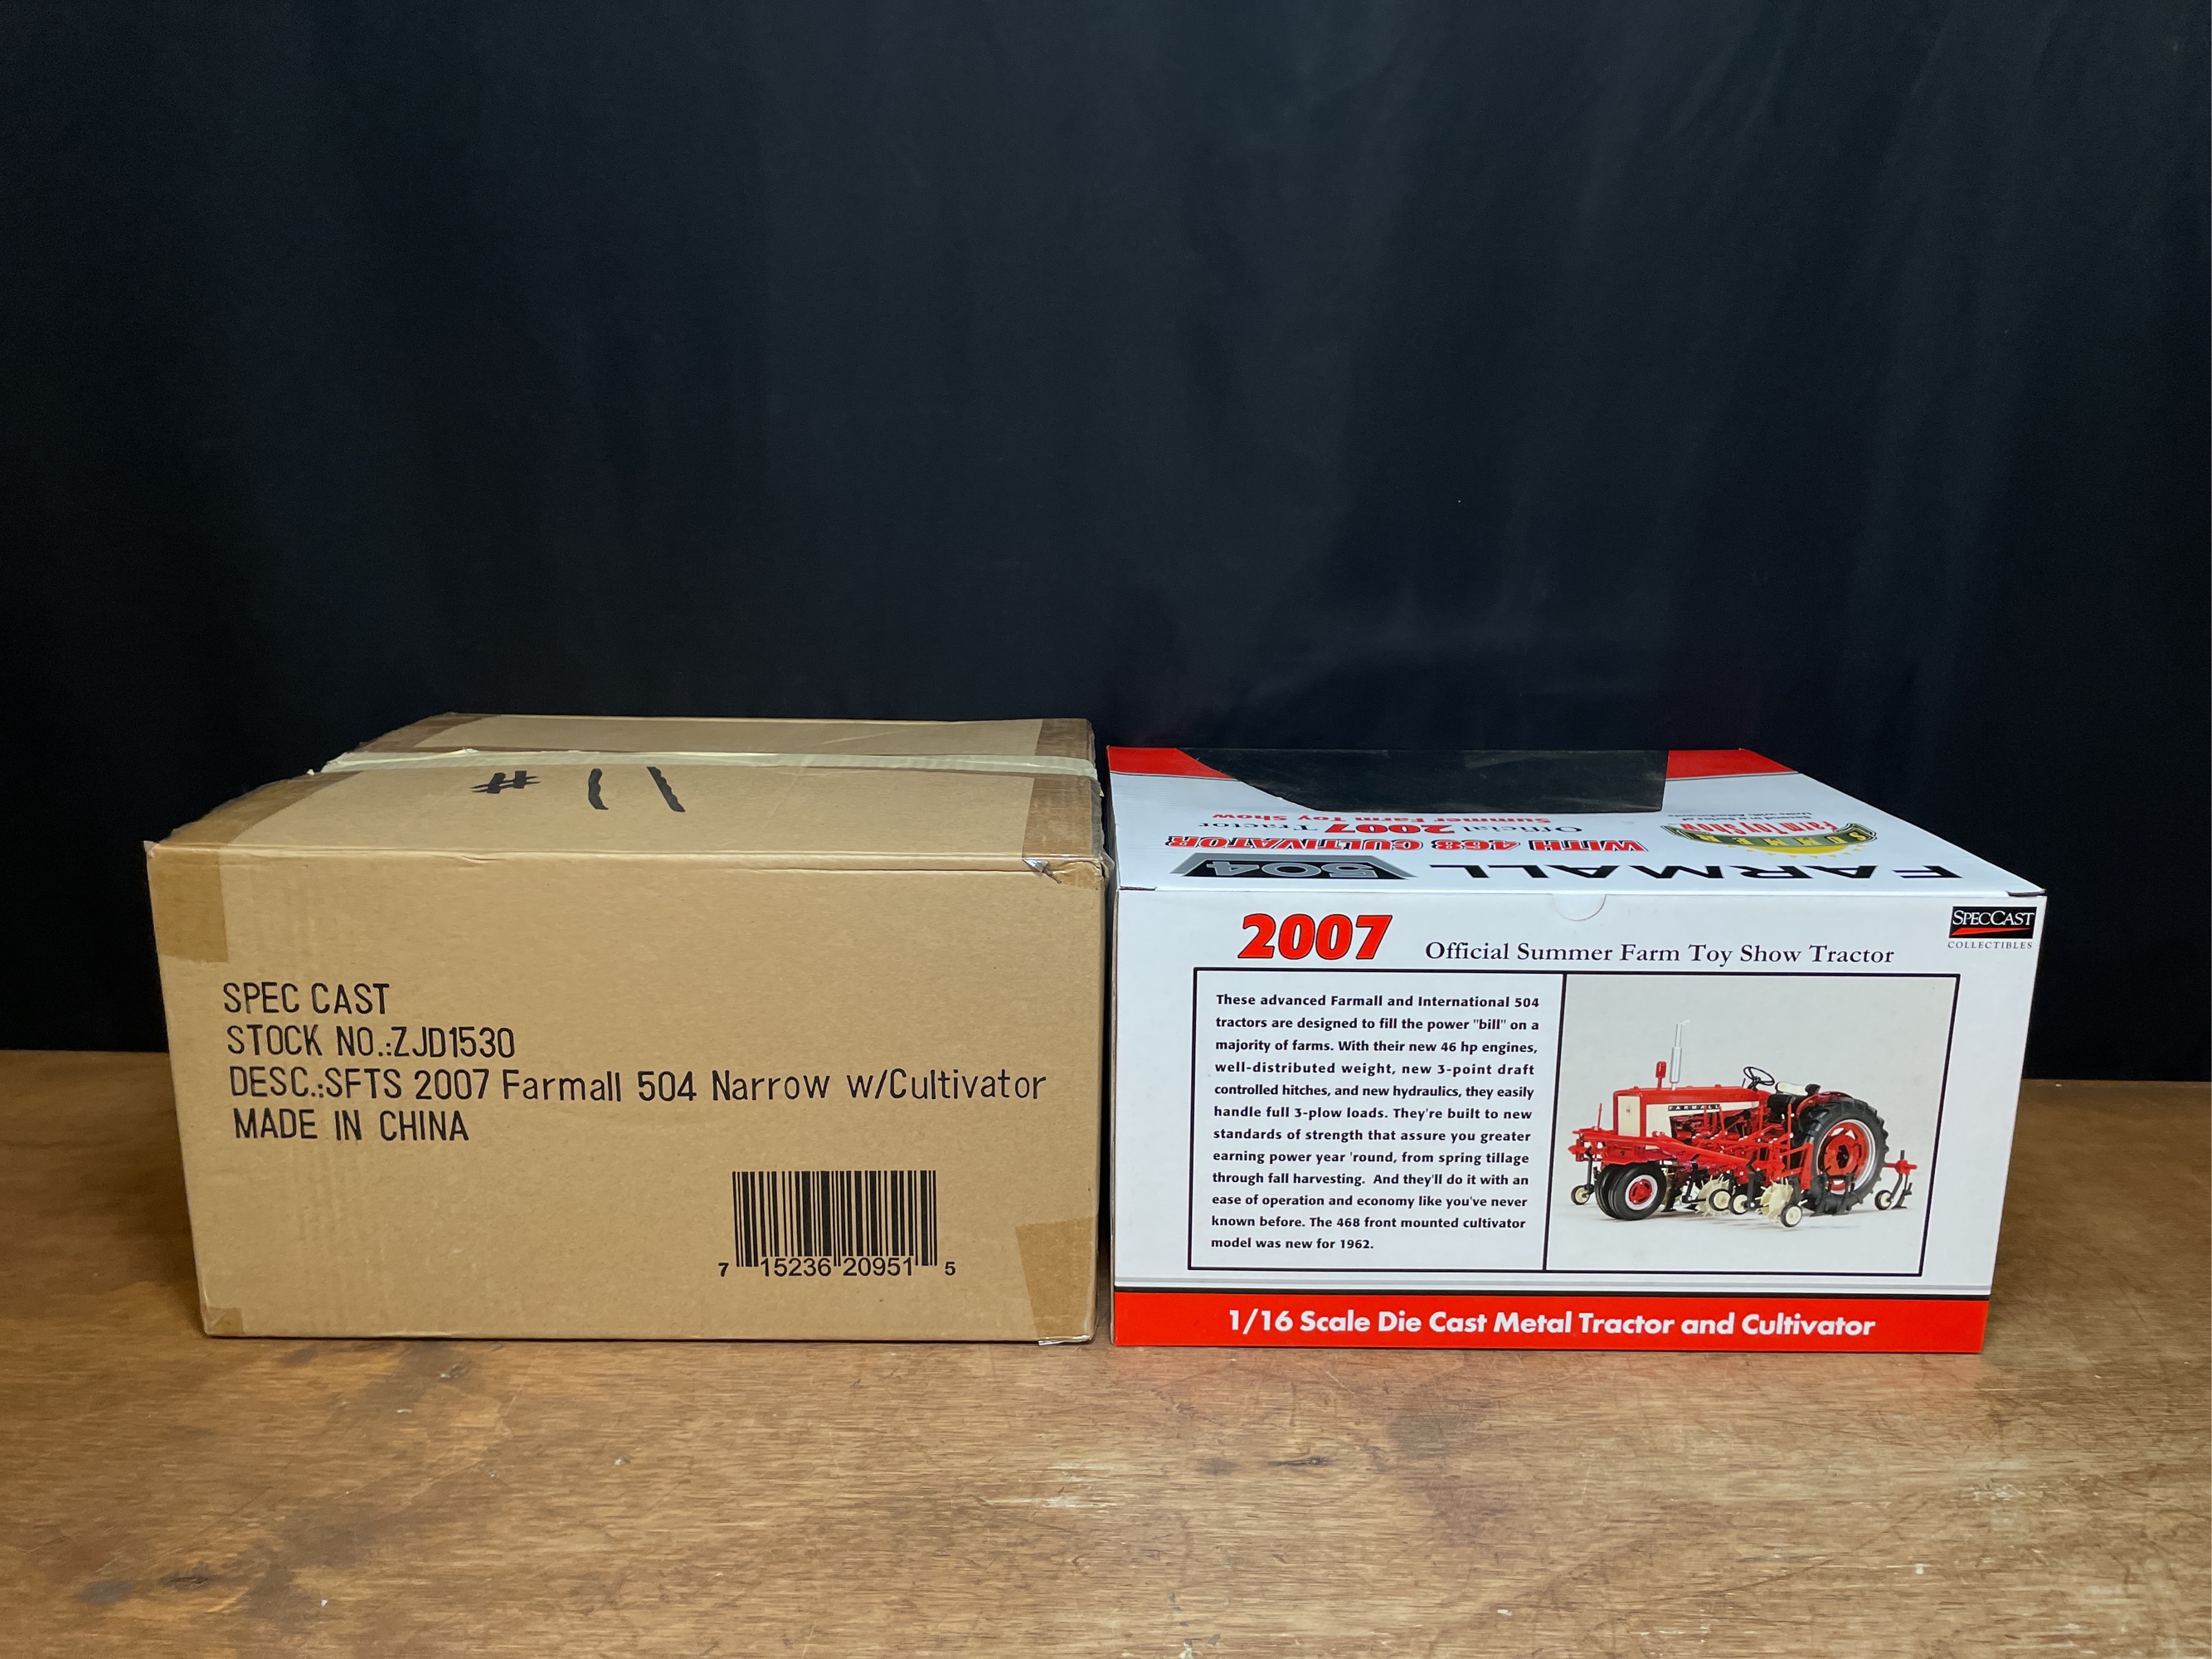 # 11
SPEC CAST
STOCK NO.:ZJD1530
DESC.:SFTS 2007 Farmall 504 Narrow w/Cultivator
MADE IN CHINA
7 15236 20951 5
FARMALL 504
WITH 468 CULTIVATOR
Official 2007 Tractor
Summer Farm Toy Show
SUMMER
Farm Toy Show
2007 Official Summer Farm Toy Show Tractor
SPECCAST
COLLECTIBLES
These advanced Farmall and International 504
tractors are designed to fill the power "bill" on a
majority of farms. With their new 46 hp engines,
well-distributed weight, new 3-point draft
controlled hitches, and new hydraulics, they easily
handle full 3-plow loads. They're built to new
standards of strength that assure you greater
earning power year 'round, from spring tillage
through fall harvesting. And they'll do it with an
ease of operation and economy like you've never
known before. The 468 front mounted cultivator
model was new for 1962.
FARMALL
1/16 Scale Die Cast Metal Tractor and Cultivator